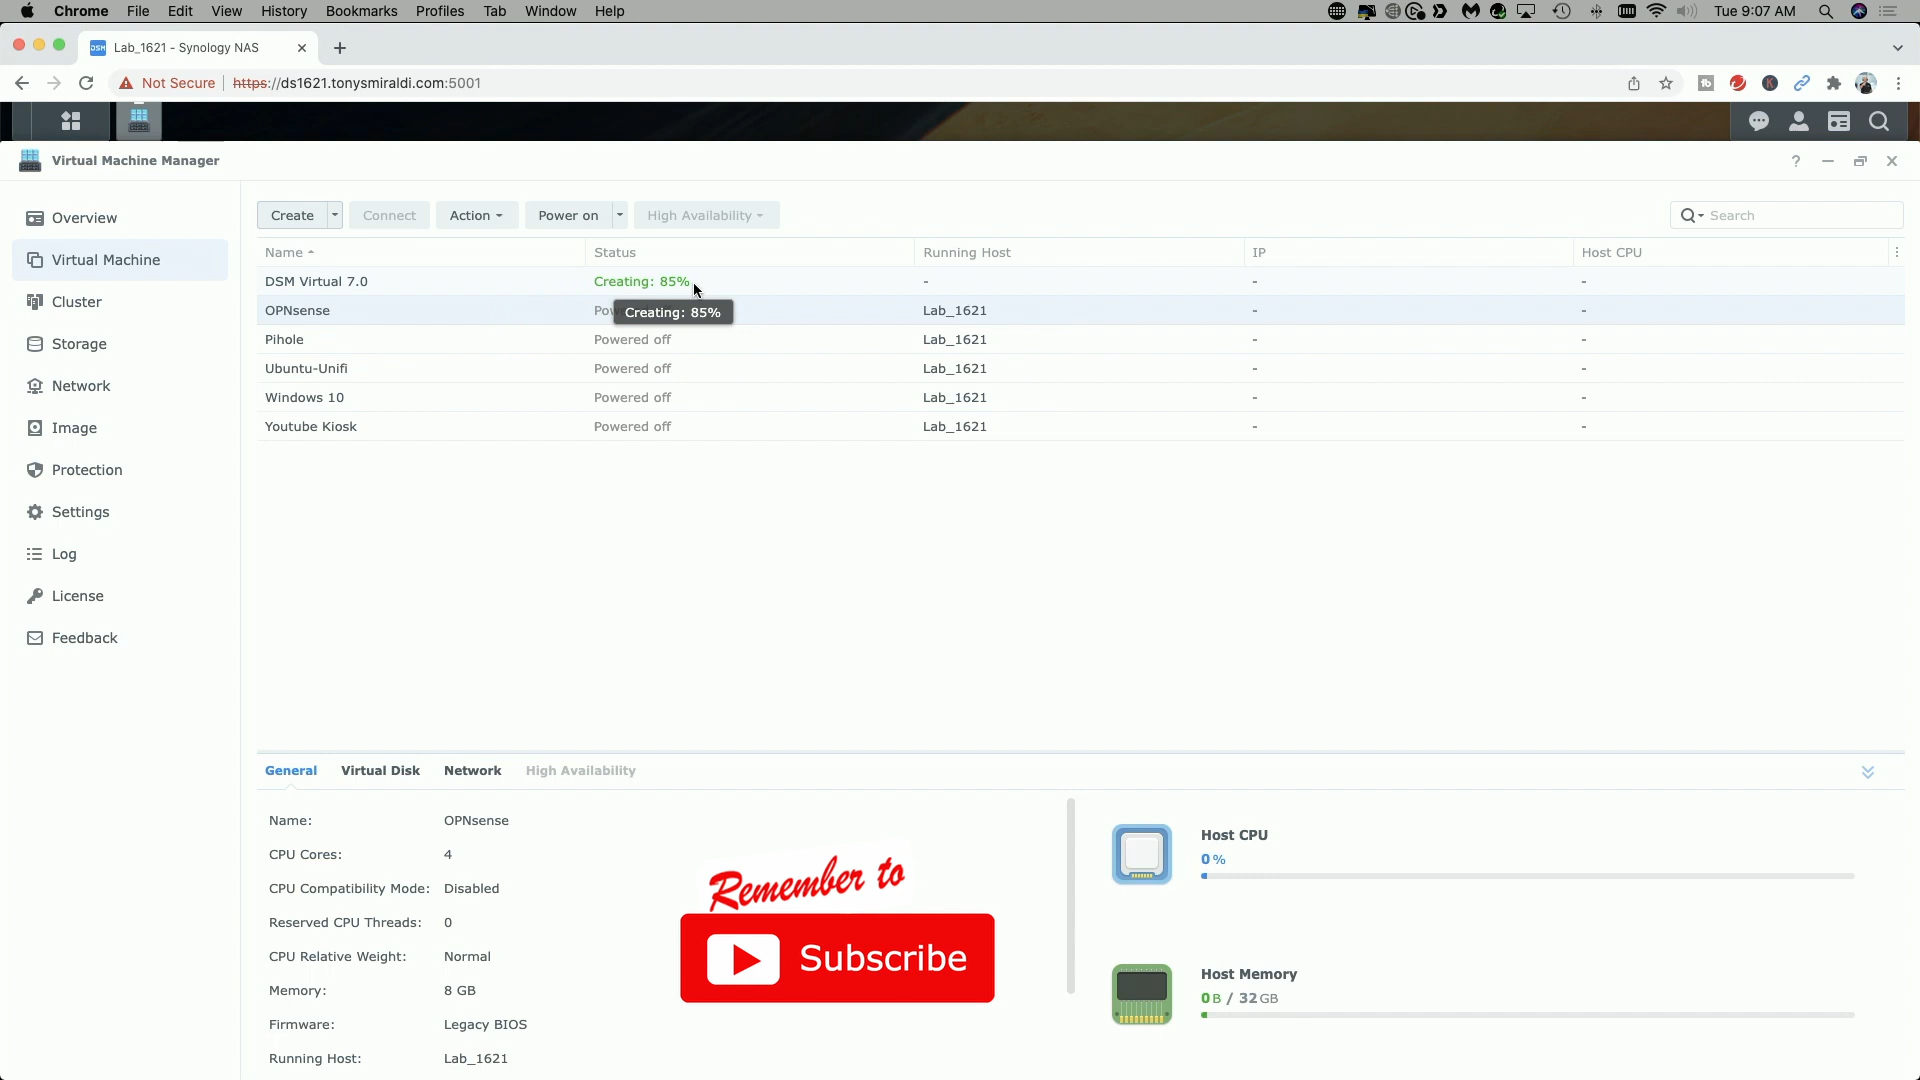 Chrome File Edit View History Bookmarks Profiles Tab Window Help Tue 9:07 AM
DSM Lab_1621 - Synology NAS
Not Secure https://ds1621.tonysmiraldi.com:5001
Virtual Machine Manager
Overview
Virtual Machine
Cluster
Storage
Network
Image
Protection
Settings
Log
License
Feedback
Create Connect Action Power on High Availability Search
Name Status Running Host IP Host CPU
DSM Virtual 7.0 Creating: 85% - - -
OPNsense Pow Lab_1621 - -
Creating: 85%
Pihole Powered off Lab_1621 - -
Ubuntu-Unifi Powered off Lab_1621 - -
Windows 10 Powered off Lab_1621 - -
Youtube Kiosk Powered off Lab_1621 - -
General Virtual Disk Network High Availability
Name: OPNsense
CPU Cores: 4
CPU Compatibility Mode: Disabled
Reserved CPU Threads: 0
CPU Relative Weight: Normal
Memory: 8 GB
Firmware: Legacy BIOS
Running Host: Lab_1621
Remember to
Subscribe
Host CPU
0%
Host Memory
0B / 32GB